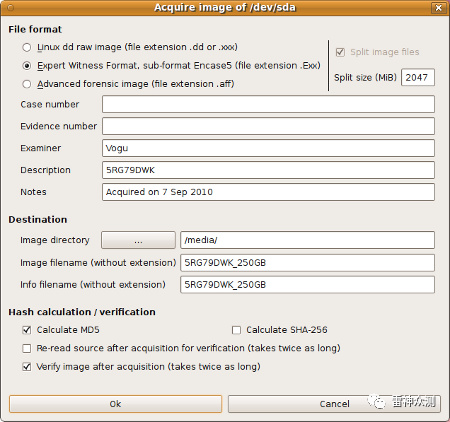 Acquire image of /dev/sda
File format
Linux dd raw image (file extension .dd or .xxx)
Expert Witness Format, sub-format Encase5 (file extension .Exx)
Advanced forensic image (file extension .aff)
Split image files
Split size (MiB) 2047
Case number
Evidence number
Examiner Vogu
Description 5RG79DWK
Notes Acquired on 7 Sep 2010
Destination
Image directory ... /media/
Image filename (without extension) 5RG79DWK_250GB
Info filename (without extension) 5RG79DWK_250GB
Hash calculation / verification
Calculate MD5 Calculate SHA-256
Re-read source after acquisition for verification (takes twice as long)
Verify image after acquisition (takes twice as long)
Ok Cancel
雷神众测